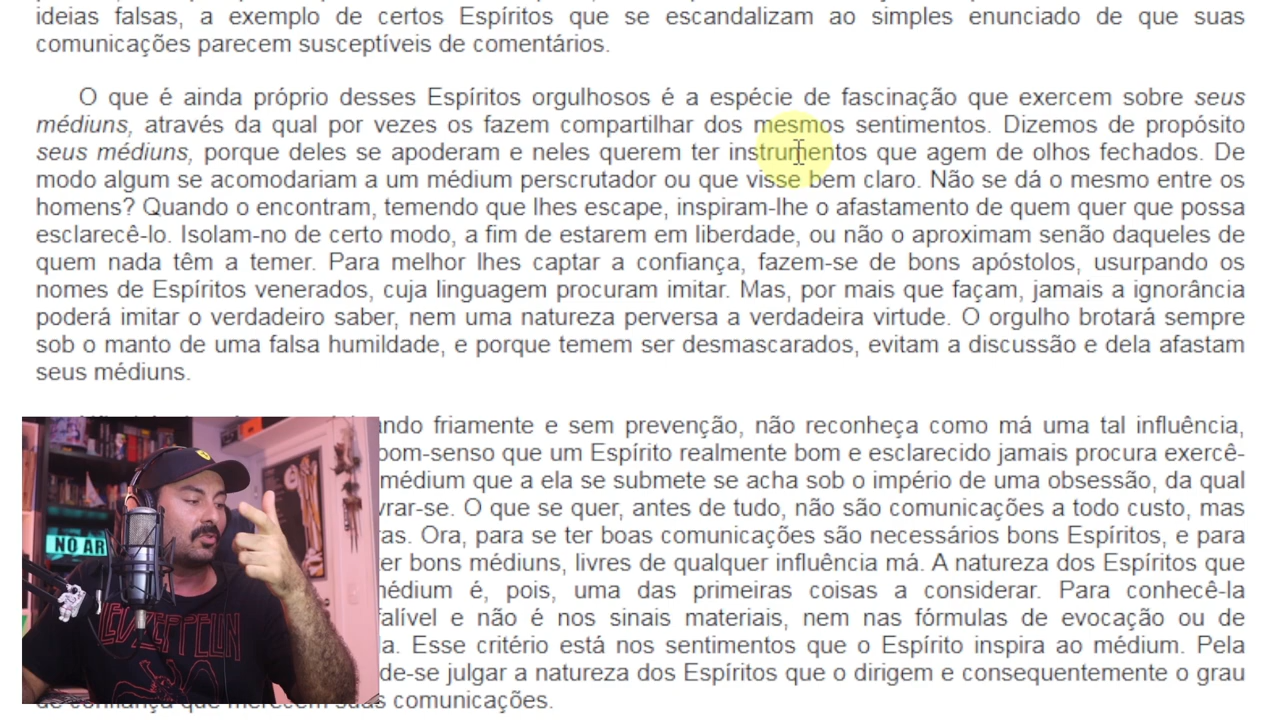 ideias falsas, a exemplo de certos Espíritos que se escandalizam ao simples enunciado de que suas
comunicações parecem susceptíveis de comentários.
O que é ainda próprio desses Espíritos orgulhosos é a espécie de fascinação que exercem sobre seus
médiuns, através da qual por vezes os fazem compartilhar dos mesmos sentimentos. Dizemos de propósito
seus médiuns, porque deles se apoderam e neles querem ter instrumentos que agem de olhos fechados. De
modo algum se acomodariam a um médium perscrutador ou que visse bem claro. Não se dá o mesmo entre os
homens? Quando o encontram, temendo que lhes escape, inspiram-lhe o afastamento de quem quer que possa
esclarecê-lo. Isolam-no de certo modo, a fim de estarem em liberdade, ou não o aproximam senão daqueles de
quem nada têm a temer. Para melhor lhes captar a confiança, fazem-se de bons apóstolos, usurpando os
nomes de Espíritos venerados, cuja linguagem procuram imitar. Mas, por mais que façam, jamais a ignorância
poderá imitar o verdadeiro saber, nem uma natureza perversa a verdadeira virtude. O orgulho brotará sempre
sob o manto de uma falsa humildade, e porque temem ser desmascarados, evitam a discussão e dela afastam
seus médiuns.
ando friamente e sem prevenção, não reconheça como má uma tal influência,
bom-senso que um Espírito realmente bom e esclarecido jamais procura exercê-
médium que a ela se submete se acha sob o império de uma obsessão, da qual
vrar-se. O que se quer, antes de tudo, não são comunicações a todo custo, mas
ras. Ora, para se ter boas comunicações são necessários bons Espíritos, e para
ter bons médiuns, livres de qualquer influência má. A natureza dos Espíritos que
médium é, pois, uma das primeiras coisas a considerar. Para conhecê-la
falível e não é nos sinais materiais, nem nas fórmulas de evocação ou de
la. Esse critério está nos sentimentos que o Espírito inspira ao médium. Pela
de-se julgar a natureza dos Espíritos que o dirigem e consequentemente o grau
s comunicações.
NO AR
LED ZEPPELIN